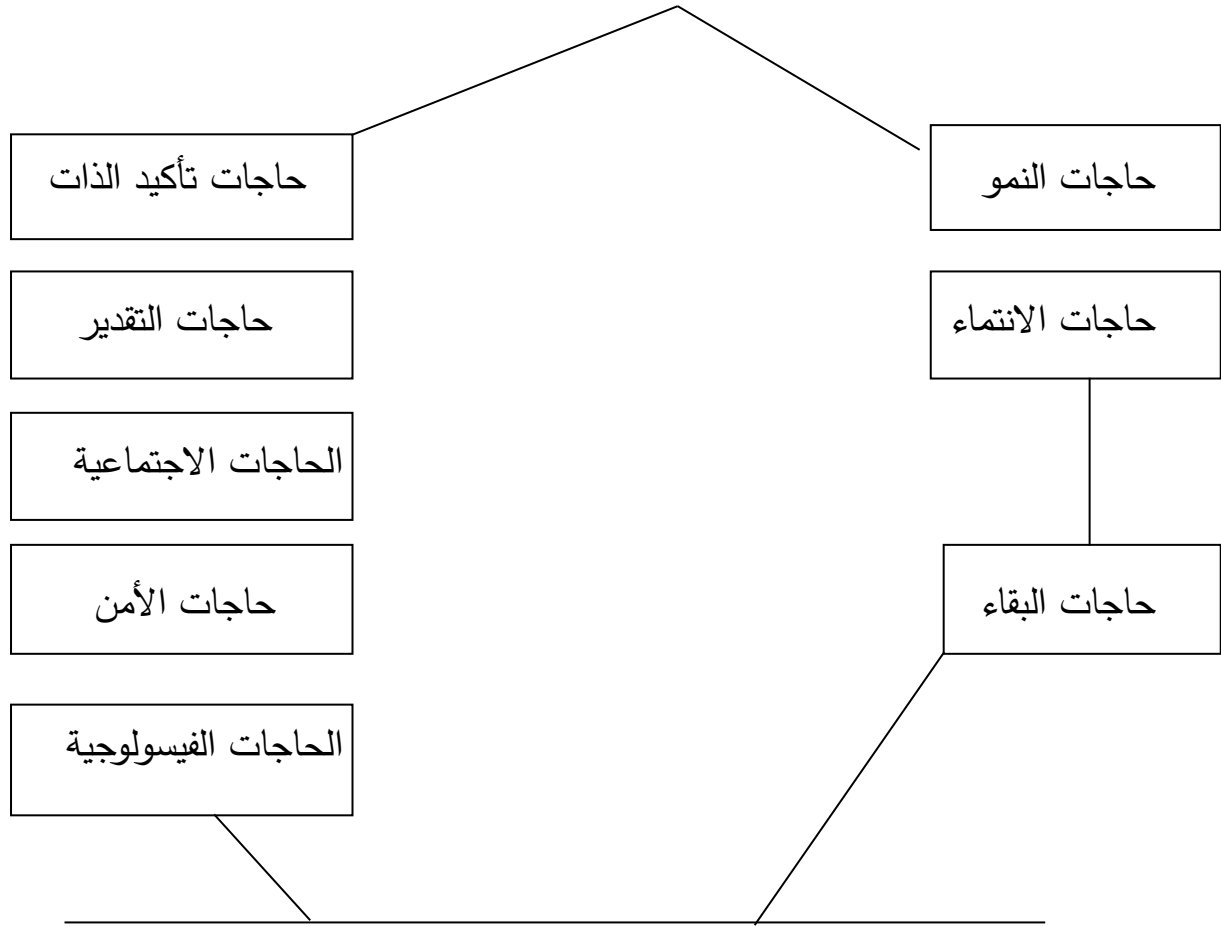 حاجات النمو
حاجات تأكيد الذات
حاجات الانتماء
حاجات التقدير
الحاجات الاجتماعية
حاجات البقاء
حاجات الأمن
الحاجات الفيسولوجية